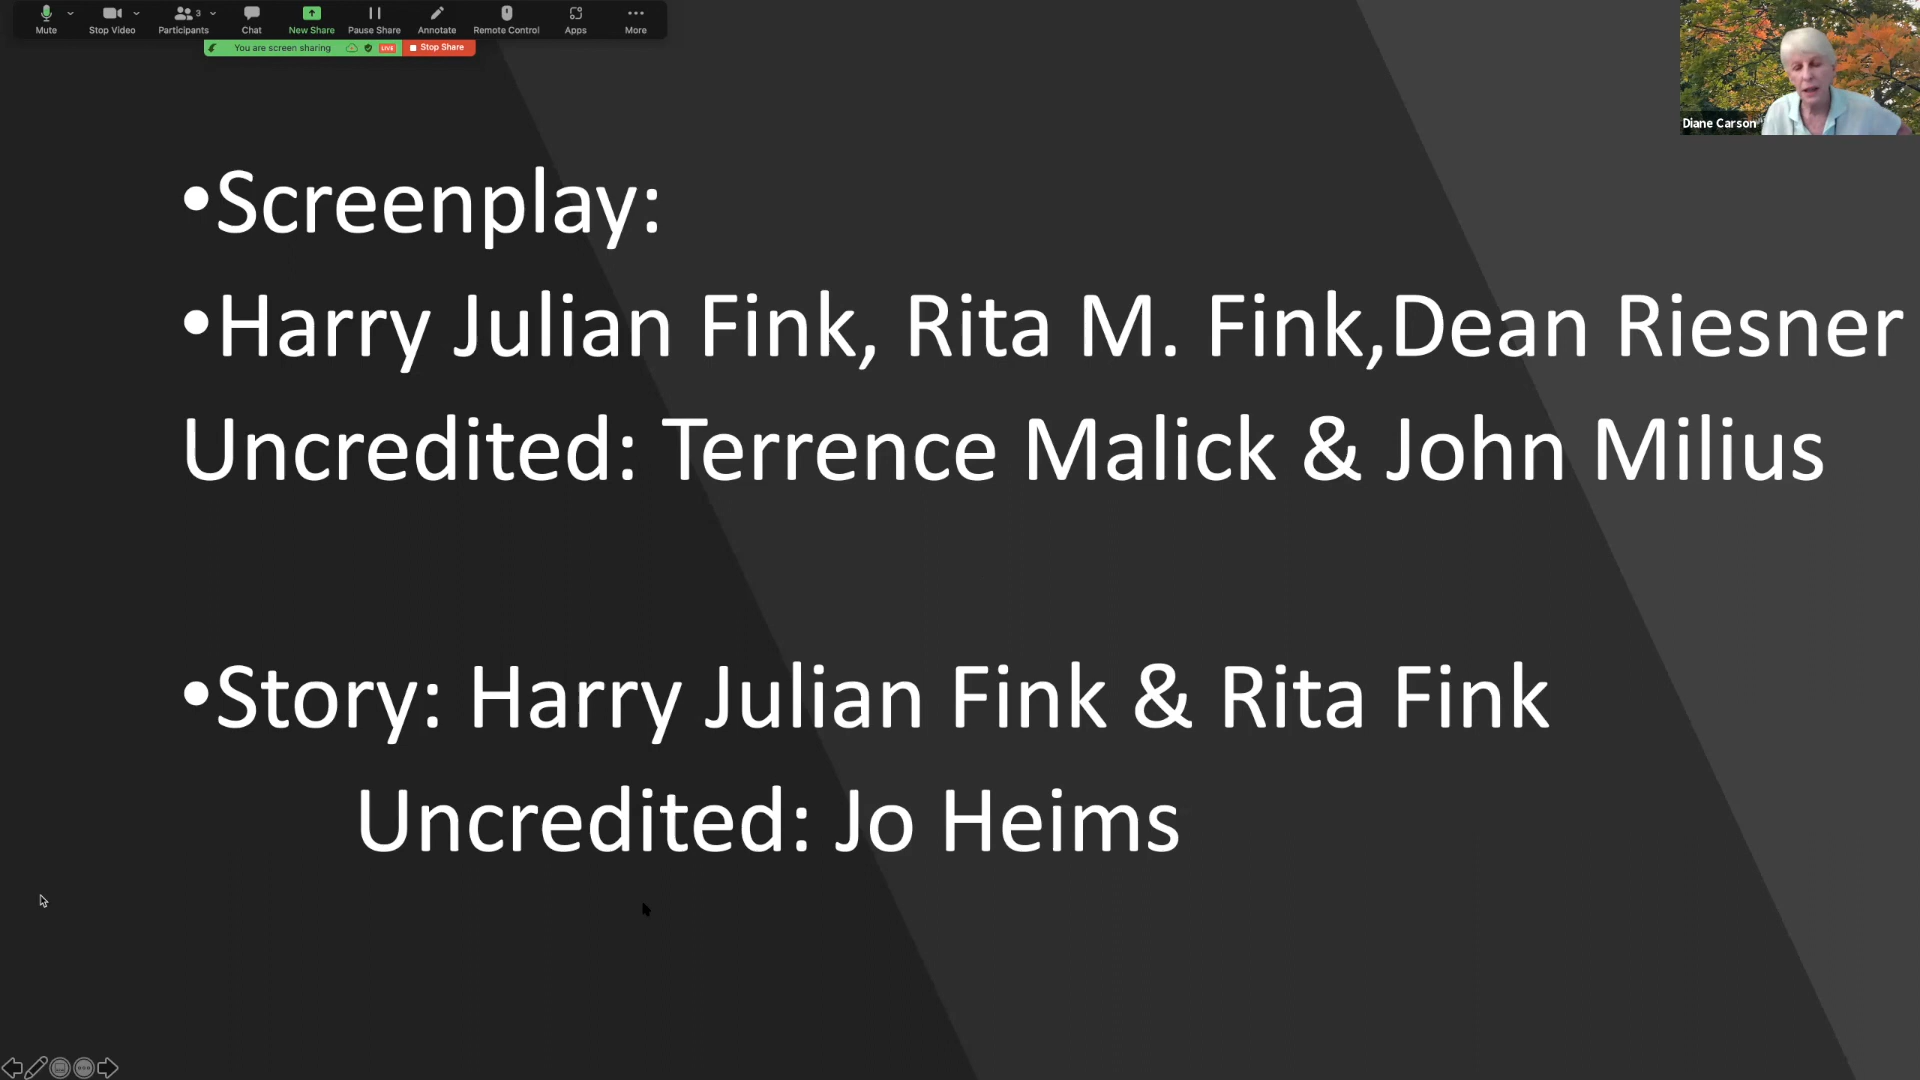 Mute
Stop Video
Participants 3
Chat
New Share
Pause Share
Annotate
Remote Control
Apps
More
You are screen sharing LIVE Stop Share
Diane Carson
•Screenplay:
•Harry Julian Fink, Rita M. Fink,Dean Riesner
Uncredited: Terrence Malick & John Milius
•Story: Harry Julian Fink & Rita Fink
Uncredited: Jo Heims